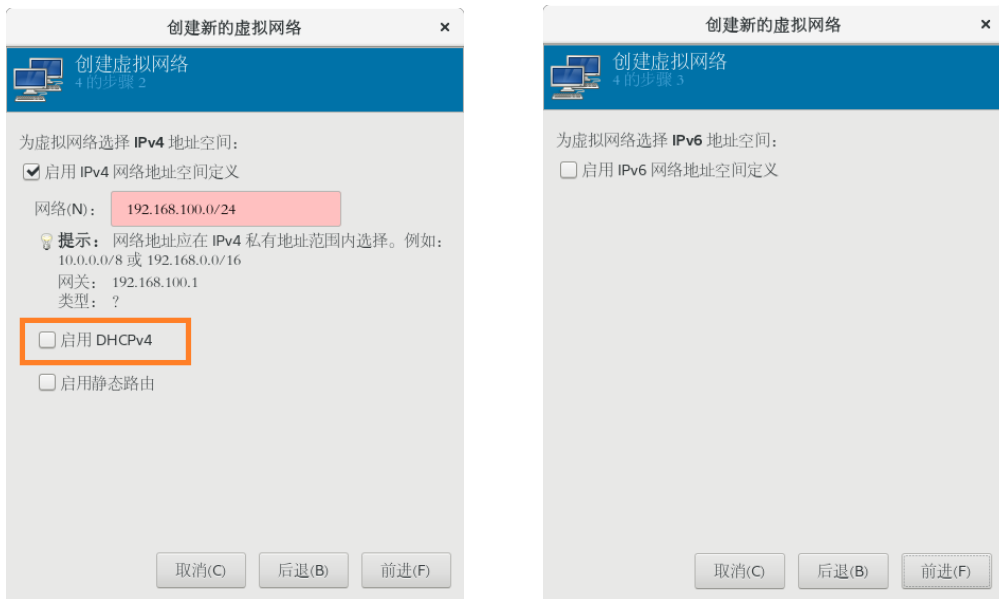 创建新的虚拟网络 ×
创建虚拟网络
4 的步骤 2
为虚拟网络选择 IPv4 地址空间：
启用 IPv4 网络地址空间定义
网络(N)： 192.168.100.0/24
提示： 网络地址应在 IPv4 私有地址范围内选择。例如：
10.0.0.0/8 或 192.168.0.0/16
网关： 192.168.100.1
类型： ?
启用 DHCPv4
启用静态路由
取消(C) 后退(B) 前进(F)
创建新的虚拟网络 ×
创建虚拟网络
4 的步骤 3
为虚拟网络选择 IPv6 地址空间：
启用 IPv6 网络地址空间定义
取消(C) 后退(B) 前进(F)